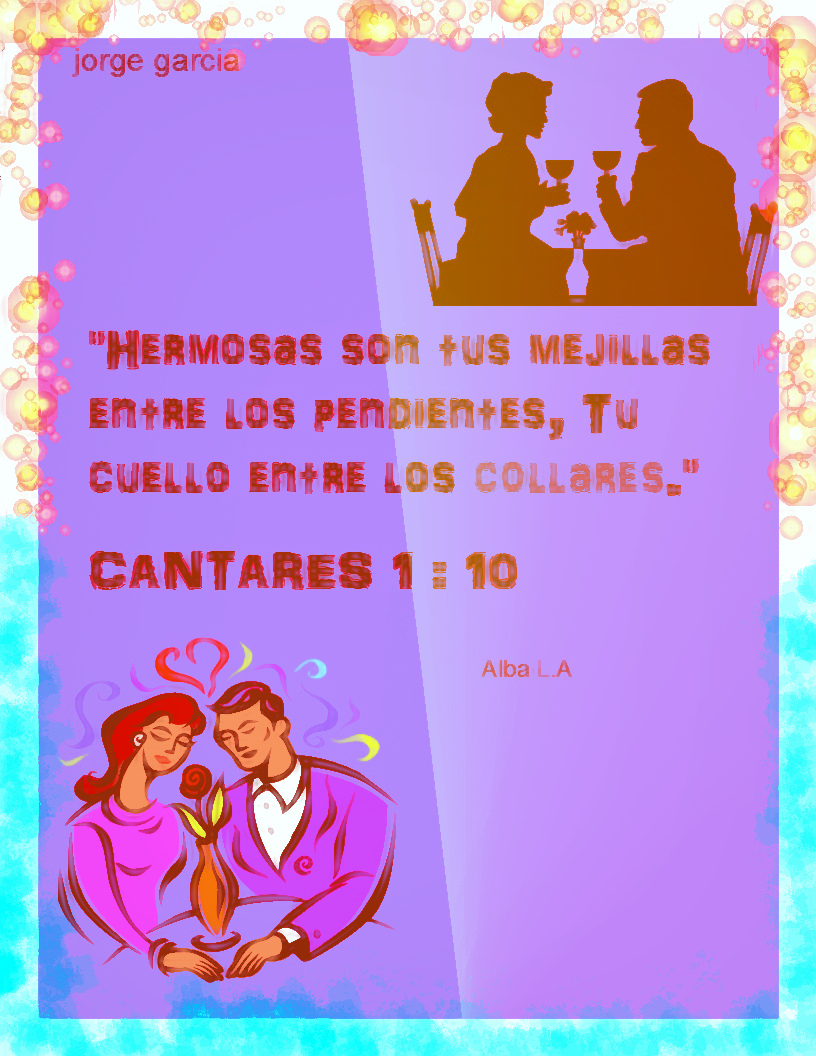 jorge garcia
"Hermosas son tus mejillas
entre los pendientes, Tu
cuello entre los collares."
Cantares 1 : 10
Alba L.A